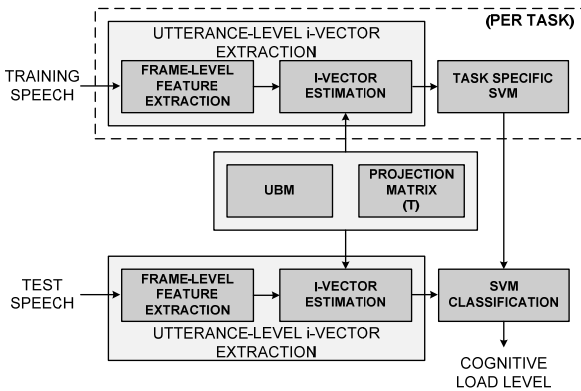 (PER TASK)
UTTERANCE-LEVEL i-VECTOR
EXTRACTION
TRAINING
SPEECH
FRAME-LEVEL
FEATURE
EXTRACTION
I-VECTOR
ESTIMATION
TASK SPECIFIC
SVM
UBM
PROJECTION
MATRIX
(T)
TEST
SPEECH
FRAME-LEVEL
FEATURE
EXTRACTION
I-VECTOR
ESTIMATION
SVM
CLASSIFICATION
UTTERANCE-LEVEL i-VECTOR
EXTRACTION
COGNITIVE
LOAD LEVEL